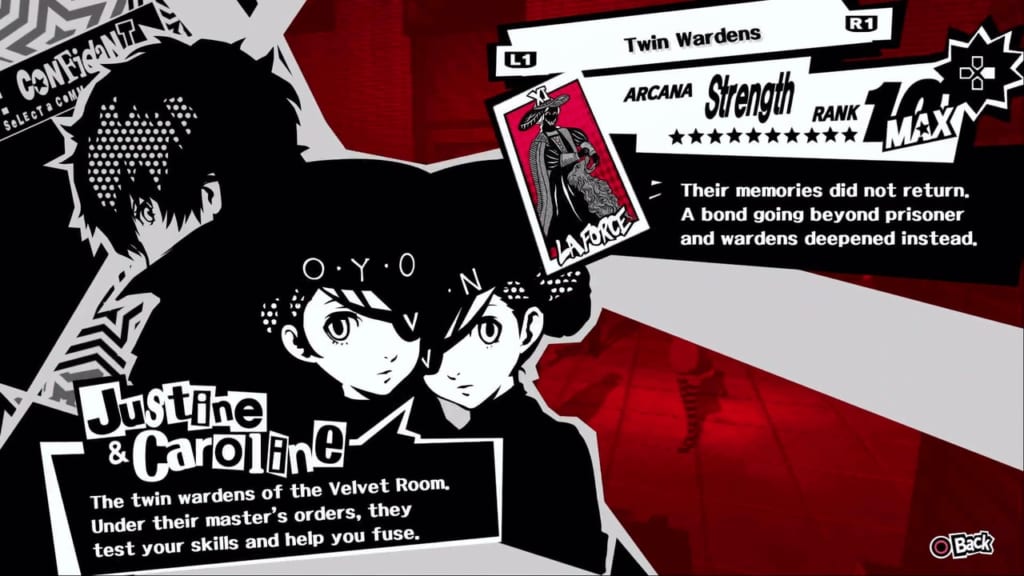 CONFIDANT
L1
Twin Wardens
R1
XI
LA FORCE
ARCANA Strength RANK 10
MAX
Their memories did not return.
A bond going beyond prisoner
and wardens deepened instead.
O·Y·O
N
V
V
Justine
& Caroline
The twin wardens of the Velvet Room.
Under their master's orders, they
test your skills and help you fuse.
Back